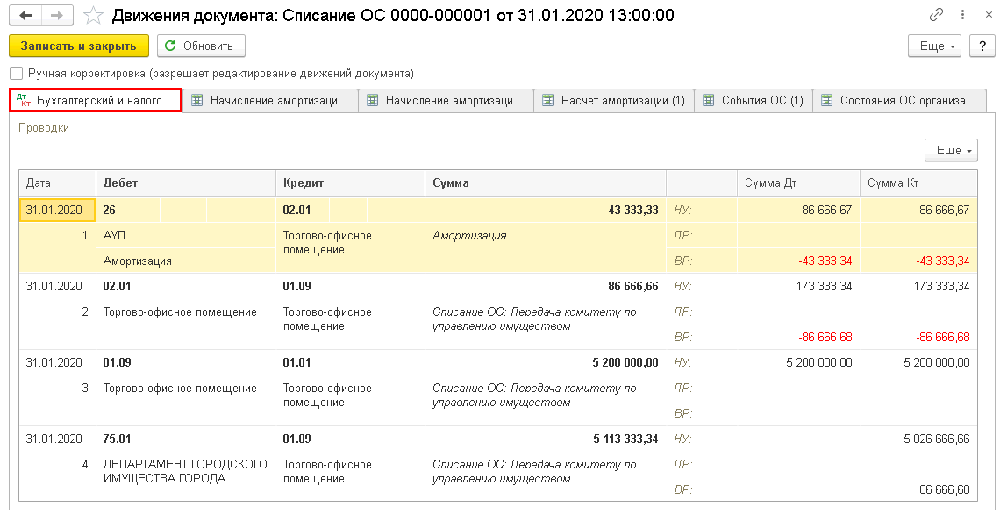 Движения документа: Списание ОС 0000-000001 от 31.01.2020 13:00:00
Записать и закрыть Обновить Еще ?
Ручная корректировка (разрешает редактирование движений документа)
Дт Кт Бухгалтерский и налого... Начисление амортизаци... Начисление амортизаци... Расчет амортизации (1) События ОС (1) Состояния ОС организа...
Проводки
Еще
Дата Дебет Кредит Сумма Сумма Дт Сумма Кт
31.01.2020 26 02.01 43 333,33 НУ: 86 666,67 86 666,67
1 АУП Торгово-офисное Амортизация ПР:
помещение
Амортизация ВР: -43 333,34 -43 333,34
31.01.2020 02.01 01.09 86 666,66 НУ: 173 333,34 173 333,34
2 Торгово-офисное помещение Торгово-офисное Списание ОС: Передача комитету по ПР:
помещение управлению имуществом
ВР: -86 666,68 -86 666,68
31.01.2020 01.09 01.01 5 200 000,00 НУ: 5 200 000,00 5 200 000,00
3 Торгово-офисное помещение Торгово-офисное Списание ОС: Передача комитету по ПР:
помещение управлению имуществом
ВР:
31.01.2020 75.01 01.09 5 113 333,34 НУ: 5 026 666,66
4 ДЕПАРТАМЕНТ ГОРОДСКОГО Торгово-офисное Списание ОС: Передача комитету по ПР:
ИМУЩЕСТВА ГОРОДА ... помещение управлению имуществом
ВР: 86 666,68